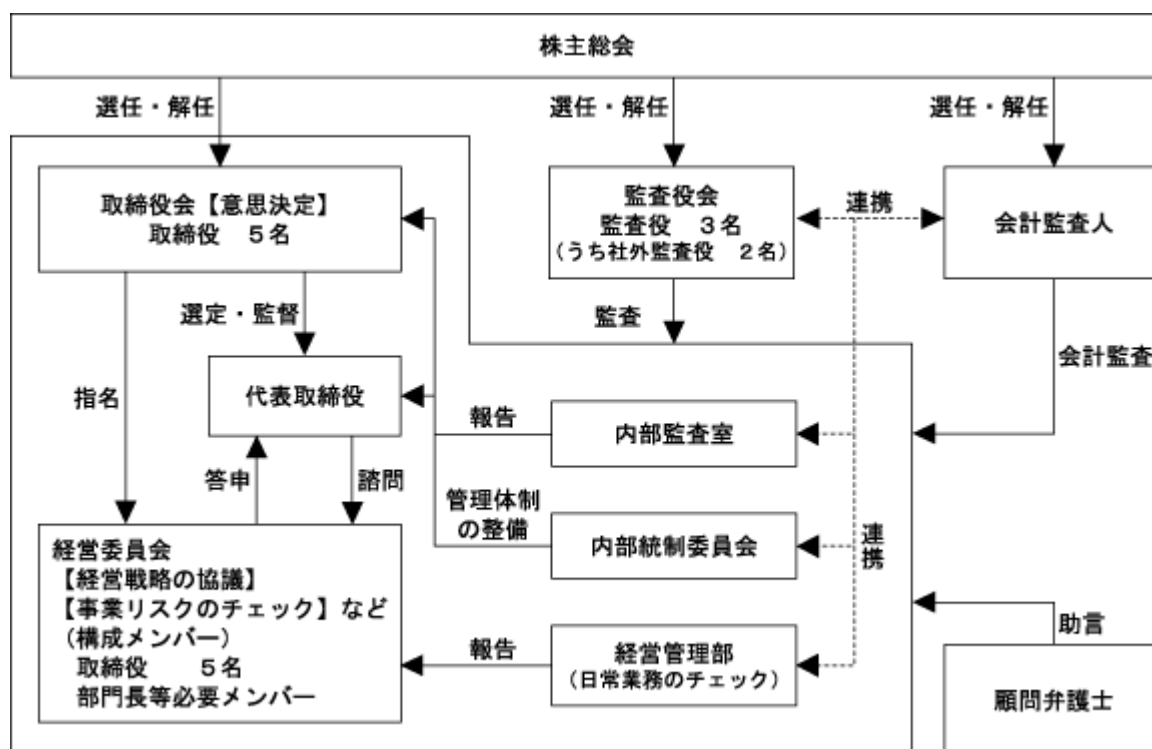 株主総会
選任・解任
選任・解任
選任・解任
取締役会【意思決定】
取締役　５名
監査役会
監査役　３名
(うち社外監査役　２名)
連携
会計監査人
選定・監督
監査
会計監査
指名
代表取締役
報告
内部監査室
答申
諮問
管理体制
の整備
内部統制委員会
連携
経営委員会
【経営戦略の協議】
【事業リスクのチェック】など
(構成メンバー)
取締役　　５名
部門長等必要メンバー
報告
経営管理部
(日常業務のチェック)
助言
顧問弁護士